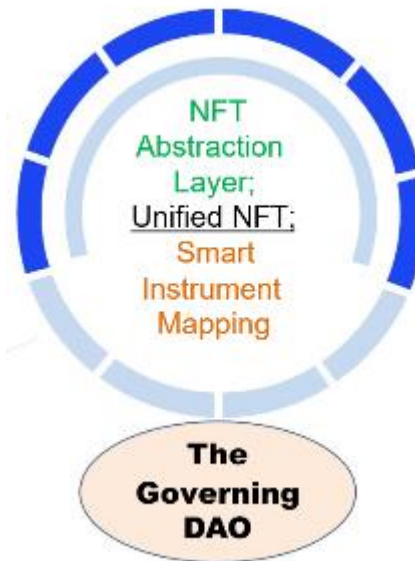 NFT
Abstraction
Layer;
Unified NFT;
Smart
Instrument
Mapping
The
Governing
DAO